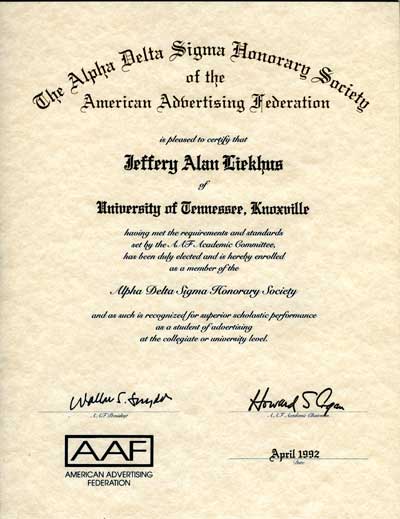 The Alpha Delta Sigma Honorary Society
of the
American Advertising Federation
is pleased to certify that
Jeffery Alan Liekhus
of
University of Tennessee, Knoxville
having met the requirements and standards
set by the AAF Academic Committee,
has been duly elected and is hereby enrolled
as a member of the
Alpha Delta Sigma Honorary Society
and as such is recognized for superior scholastic performance
as a student of advertising
at the collegiate or university level.
Howard S
AAF President
AAF Academic Chairman
AAF
AMERICAN ADVERTISING
FEDERATION
April 1992
Date